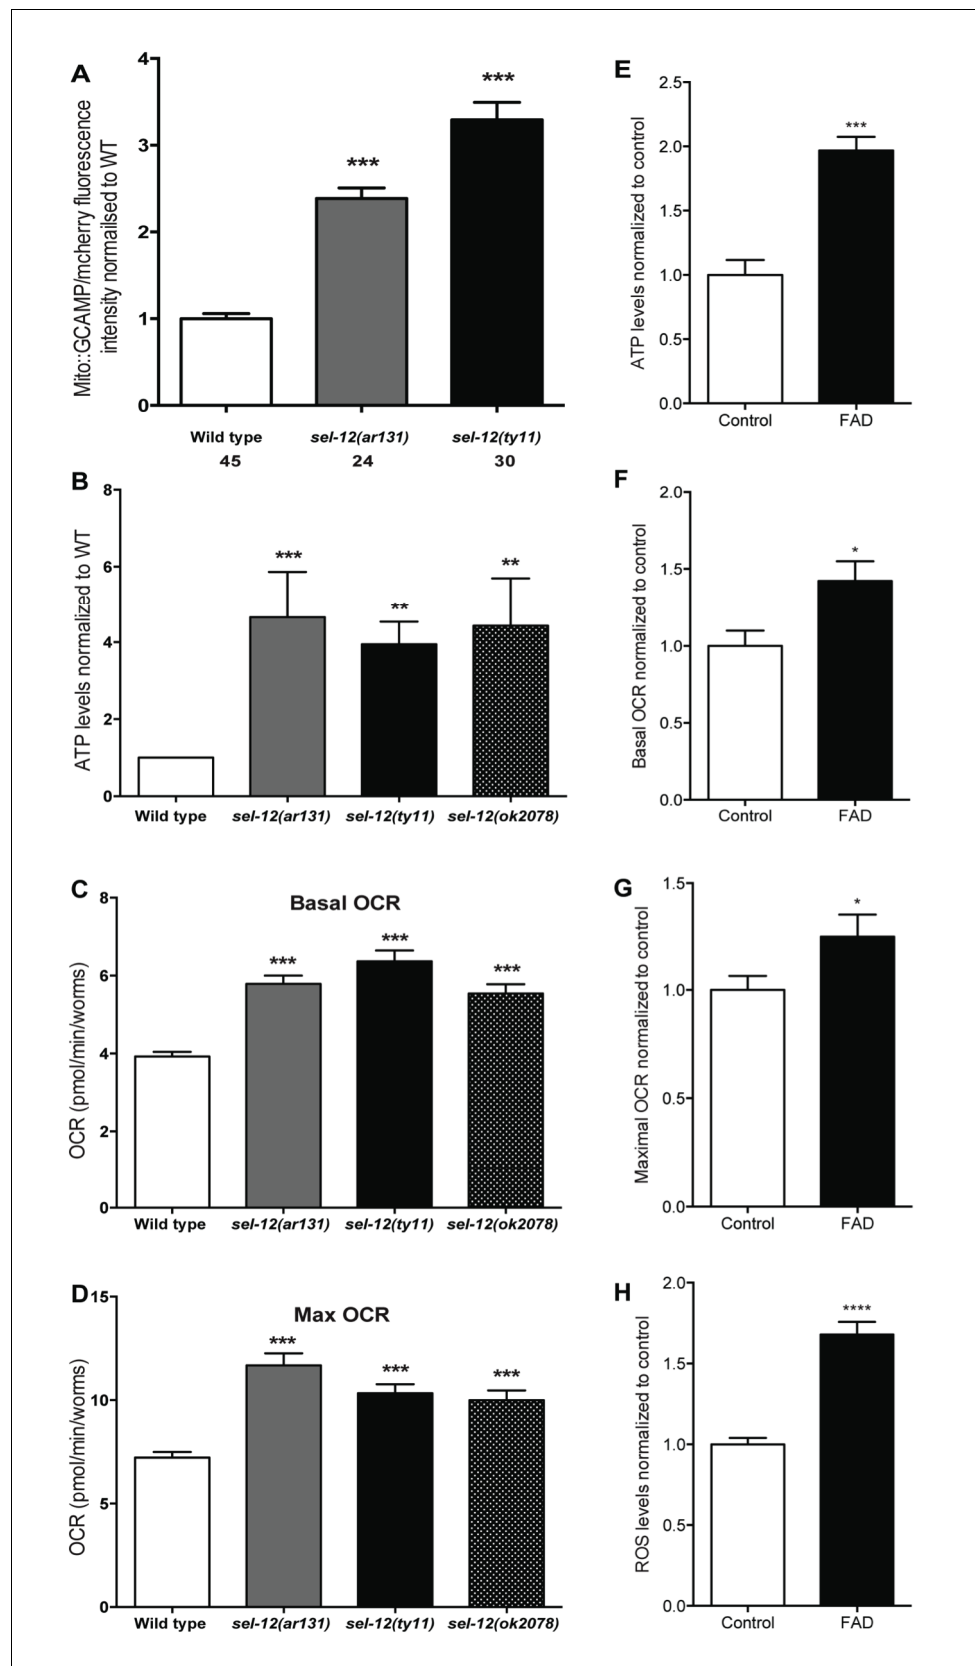 A
Mito::GCAMP/mcherry fluorescence
intensity normailsed to WT
4
3
2
1
0
***
***
Wild type sel-12(ar131) sel-12(ty11)
45 24 30
B
ATP levels normalized to WT
8
6
4
2
0
***
**
**
Wild type sel-12(ar131) sel-12(ty11) sel-12(ok2078)
C
Basal OCR
OCR (pmol/min/worms)
8
6
4
2
0
***
***
***
Wild type sel-12(ar131) sel-12(ty11) sel-12(ok2078)
D
Max OCR
OCR (pmol/min/worms)
15
10
5
0
***
***
***
Wild type sel-12(ar131) sel-12(ty11) sel-12(ok2078)
E
ATP levels normalized to control
2.5
2.0
1.5
1.0
0.5
0.0
***
Control FAD
F
Basal OCR normalized to control
2.0
1.5
1.0
0.5
0.0
*
Control FAD
G
Maximal OCR normalized to control
1.5
1.0
0.5
0.0
*
Control FAD
H
ROS levels normalized to control
2.0
1.5
1.0
0.5
0.0
****
Control FAD